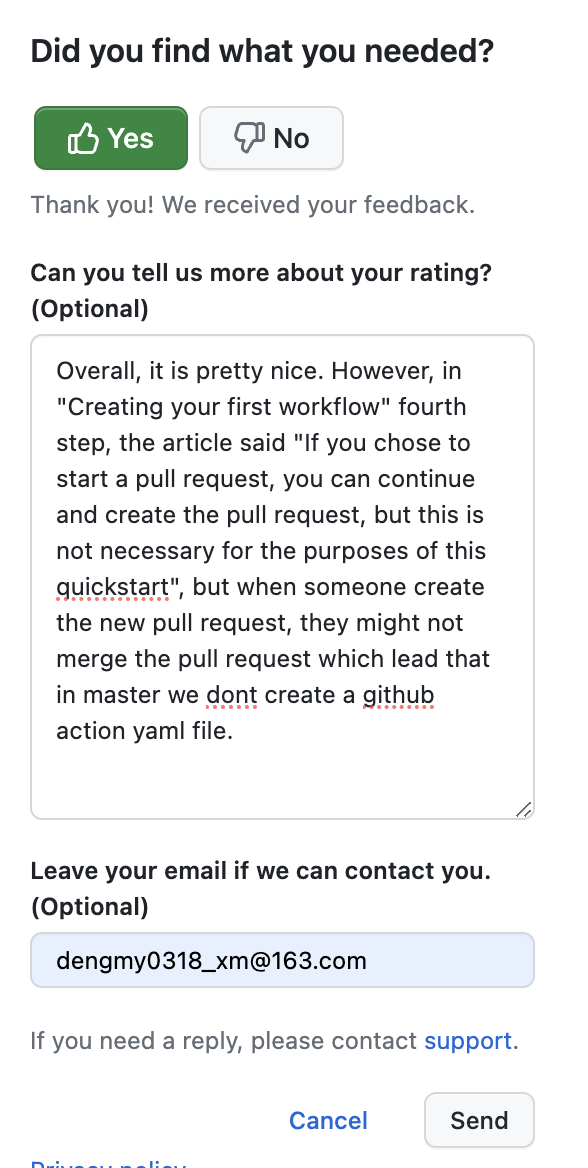 Did you find what you needed?
Yes
No
Thank you! We received your feedback.
Can you tell us more about your rating?
(Optional)
Overall, it is pretty nice. However, in
"Creating your first workflow" fourth
step, the article said "If you chose to
start a pull request, you can continue
and create the pull request, but this is
not necessary for the purposes of this
quickstart", but when someone create
the new pull request, they might not
merge the pull request which lead that
in master we dont create a github
action yaml file.
Leave your email if we can contact you.
(Optional)
dengmy0318_xm@163.com
If you need a reply, please contact support.
Cancel
Send
Privacy policy